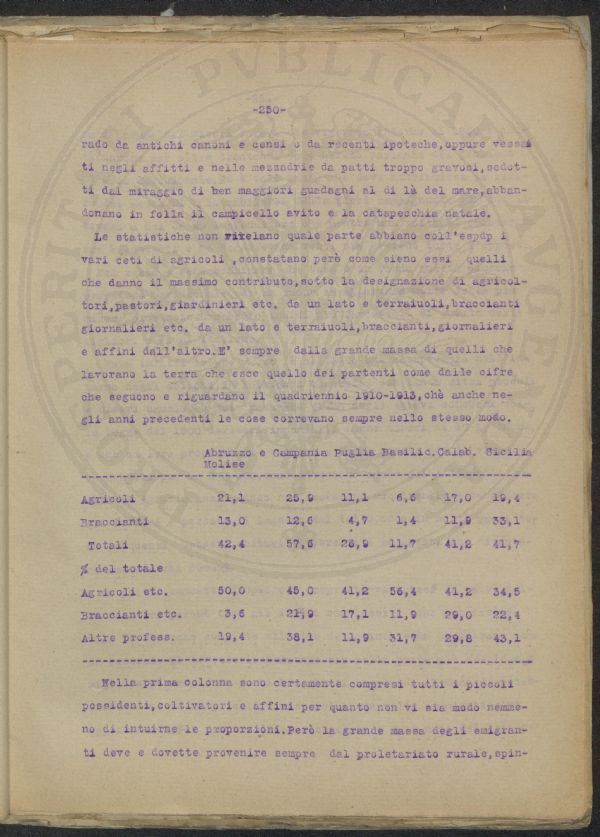 -250-
rado da antichi canoni e censi o da recenti ipoteche,oppure vessa
ti negli affitti e nelle mezzadrie da patti troppo gravosi,sedot-
ti dai miraggio di ben maggiori guadagni al di là del mare,abban-
donano in folla il campicello avito e la catapecchia natale.
Le statistiche non rivelano quale parte abbiano coll'espdp i
vari ceti di agricoli ,constatano però come sieno essi quelli
che danno il massimo contributo,sotto la designazione di agricol-
tori,pastori,giardinieri etc. da un lato e terraiuoli,braccianti
giornalieri etc. da un lato e terraiuoli,braccianti,giornalieri
e affini dall'altro.E' sempre dalla grande massa di quelli che
lavorano la terra che esce quello dei partenti come dalle cifre
che seguono e riguardano il quadriennio 1910-1913,chè anche ne-
gli anni precedenti le cose correvano sempre nello stesso modo.
Abruzzo e Campania Puglia Basilic.Calab. Sicilia
Molise
Agricoli 21,1 25,9 11,1 6,6 17,0 19,4
Braccianti 13,0 12,6 4,7 1,4 11,9 33,1
Totali 42,4 57,6 26,9 11,7 41,2 41,7
% del totale
Agricoli etc. 50,0 45,0 41,2 56,4 41,2 34,5
Braccianti etc. 3,6 21,9 17,1 11,9 29,0 22,4
Altre profess. 19,4 38,1 11,9 31,7 29,8 43,1
Nella prima colonna sono certamente compresi tutti i piccoli
possidenti,coltivatori e affini per quanto non vi sia modo nemme-
no di intuirne le proporzioni.Però la grande massa degli emigran-
ti deve e dovette provenire sempre dal proletariato rurale,spin-